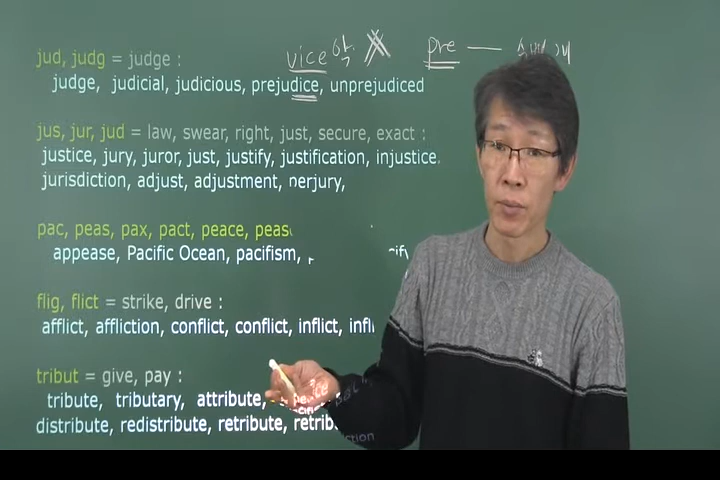 vice 악 pre
jud, judg = judge :
judge, judicial, judicious, prejudice, unprejudiced
jus, jur, jud = law, swear, right, just, secure, exact :
justice, jury, juror, just, justify, justification, injustice,
jurisdiction, adjust, adjustment, perjury,
pac, peas, pax, pact, peace, peas
appease, Pacific Ocean, pacifism,
flig, flict = strike, drive :
afflict, affliction, conflict, conflict, inflict, infl
tribut = give, pay :
tribute, tributary, attribute,
distribute, redistribute, retribute, retrib